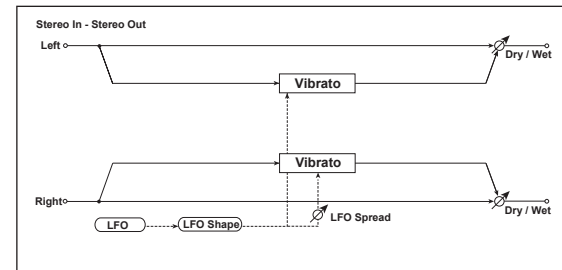 Stereo In - Stereo Out
Left
Dry / Wet
Vibrato
Vibrato
Right
Dry / Wet
LFO Spread
LFO
LFO Shape